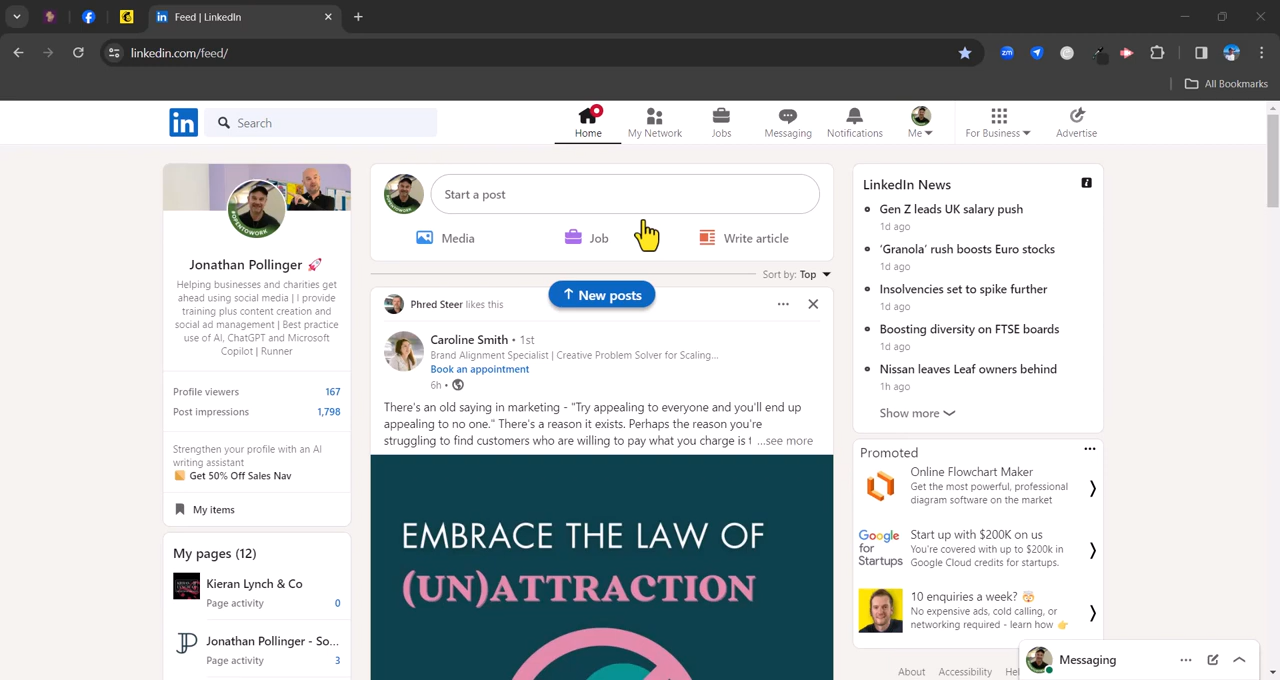 Feed | LinkedIn
linkedin.com/feed/
zm
All Bookmarks
in
Search
Home
My Network
Jobs
Messaging
Notifications
Me
For Business
Advertise
#OPENTOWORK
Jonathan Pollinger 🚀
Helping businesses and charities get
ahead using social media | I provide
training plus content creation and
social ad management | Best practice
use of AI, ChatGPT and Microsoft
Copilot | Runner
Profile viewers 167
Post impressions 1,798
Strengthen your profile with an AI
writing assistant
Get 50% Off Sales Nav
My items
My pages (12)
Kieran Lynch & Co
Page activity 0
Jonathan Pollinger - So...
Page activity 3
Start a post
Media
Job
Write article
Sort by: Top
↑ New posts
Phred Steer likes this
Caroline Smith • 1st
Brand Alignment Specialist | Creative Problem Solver for Scaling...
Book an appointment
6h •
There's an old saying in marketing - "Try appealing to everyone and you'll end up
appealing to no one." There's a reason it exists. Perhaps the reason you're
struggling to find customers who are willing to pay what you charge is t ...see more
EMBRACE THE LAW OF
(UN)ATTRACTION
LinkedIn News
Gen Z leads UK salary push
1d ago
'Granola' rush boosts Euro stocks
1d ago
Insolvencies set to spike further
1d ago
Boosting diversity on FTSE boards
1d ago
Nissan leaves Leaf owners behind
1h ago
Show more
Promoted
Online Flowchart Maker
Get the most powerful, professional
diagram software on the market
Google for Startups
Start up with $200K on us
You're covered with up to $200k in
Google Cloud credits for startups.
10 enquiries a week? 🤯
No expensive ads, cold calling, or
networking required - learn how 👉
About
Accessibility
Hel
Messaging